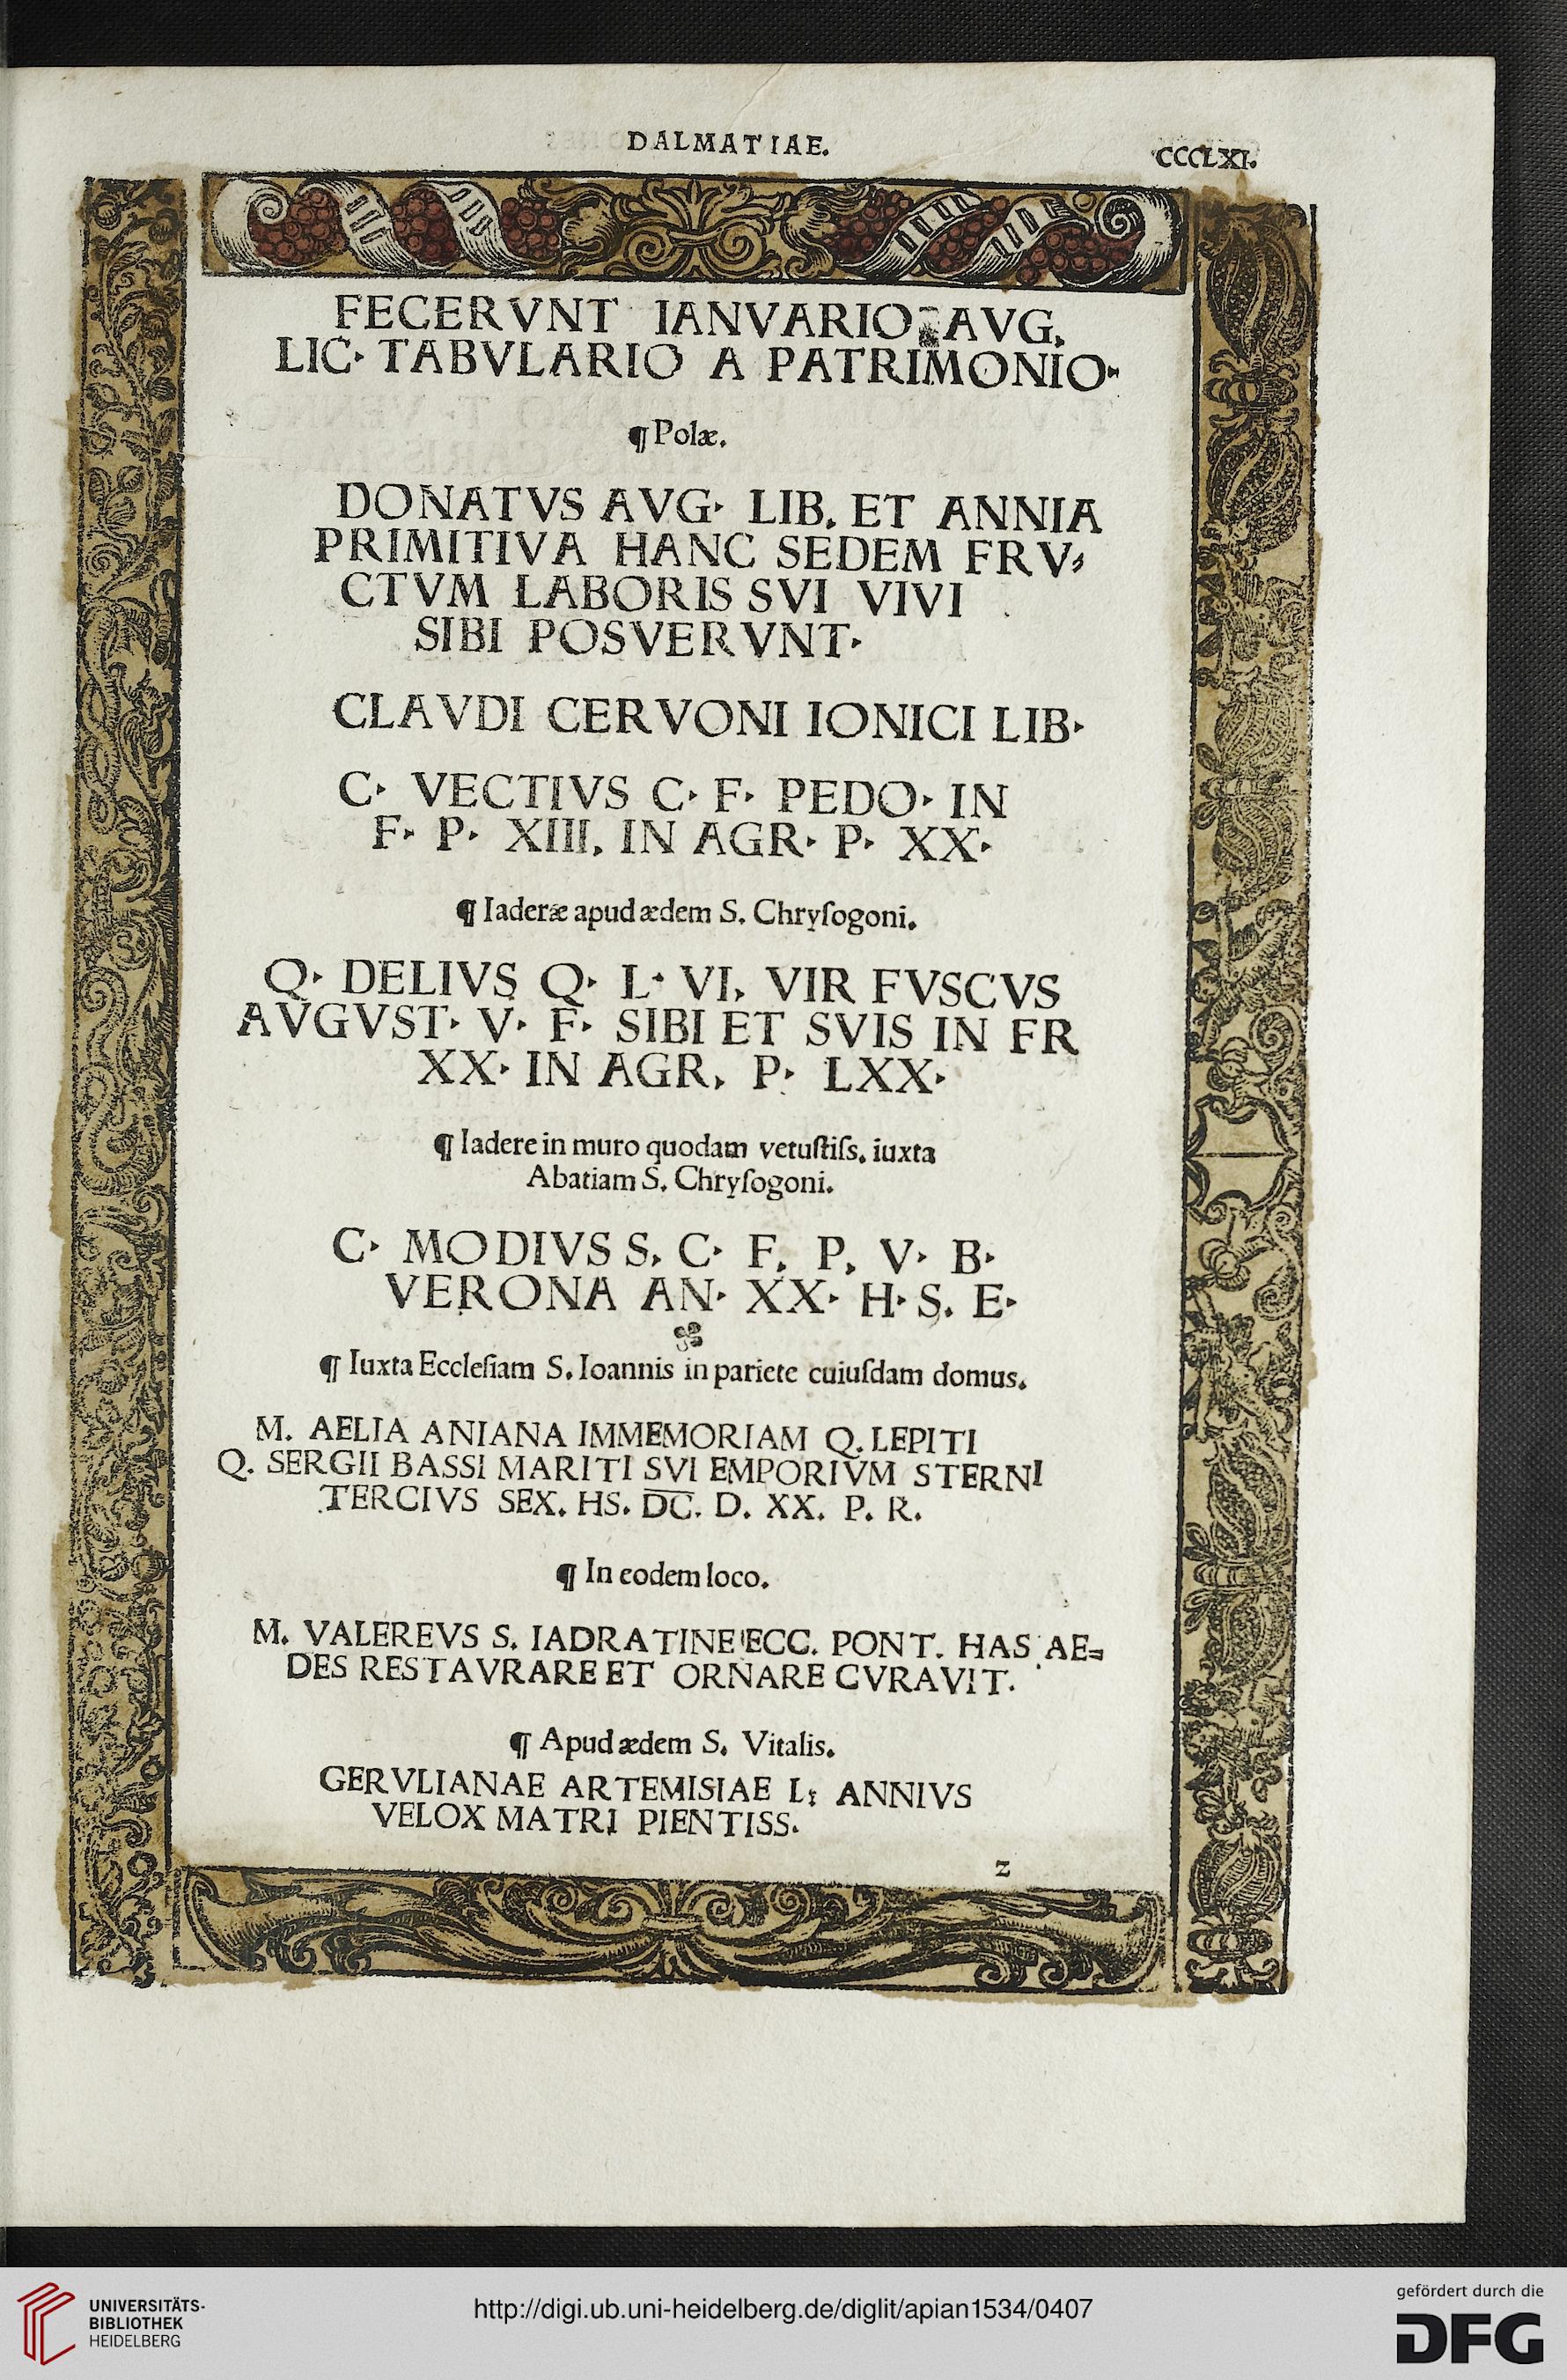 DALMATIAE.
CCCLXI.
FECERVNT IANVARIO AVG.
LIC· TABVLARIO A PATRIMONIO·
¶ Polæ.
DONATVS AVG· LIB. ET ANNIA
PRIMITIVA HANC SEDEM FRV⸗
CTVM LABORIS SVI VIVI
SIBI POSVERVNT·
CLAVDI CERVONI IONICI LIB·
C· VECTIVS C· F· PEDO· IN
F· P· XIII. IN AGR· P· XX·
¶ Iaderæ apud ædem S. Chryſogoni.
Q· DELIVS Q· L· VI. VIR FVSCVS
AVGVST· V· F· SIBI ET SVIS IN FR
XX· IN AGR. P· LXX·
¶ Iadere in muro quodam vetuſtiſs. iuxta
Abatiam S. Chryſogoni.
C· MODIVS S. C· F. P. V· B·
VERONA AN· XX· H· S. E·
¶ Iuxta Eccleſiam S. Ioannis in pariete cuiuſdam domus.
M. AELIA ANIANA IMMEMORIAM Q. LEPITI
Q. SERGII BASSI MARITI SVI EMPORIVM STERNI
TERCIVS SEX. HS. D̅C̅. D. XX. P. R.
¶ In eodem loco.
M. VALEREVS S. IADRATINE ECC. PONT. HAS AE⸗
DES RESTAVRARE ET ORNARE CVRAVIT.
¶ Apud ædem S. Vitalis.
GERVLIANAE ARTEMISIAE L: ANNIVS
VELOX MATRI PIENTISS.
z
UNIVERSITÄTS-
BIBLIOTHEK
HEIDELBERG
http://digi.ub.uni-heidelberg.de/diglit/apian1534/0407
gefördert durch die
DFG